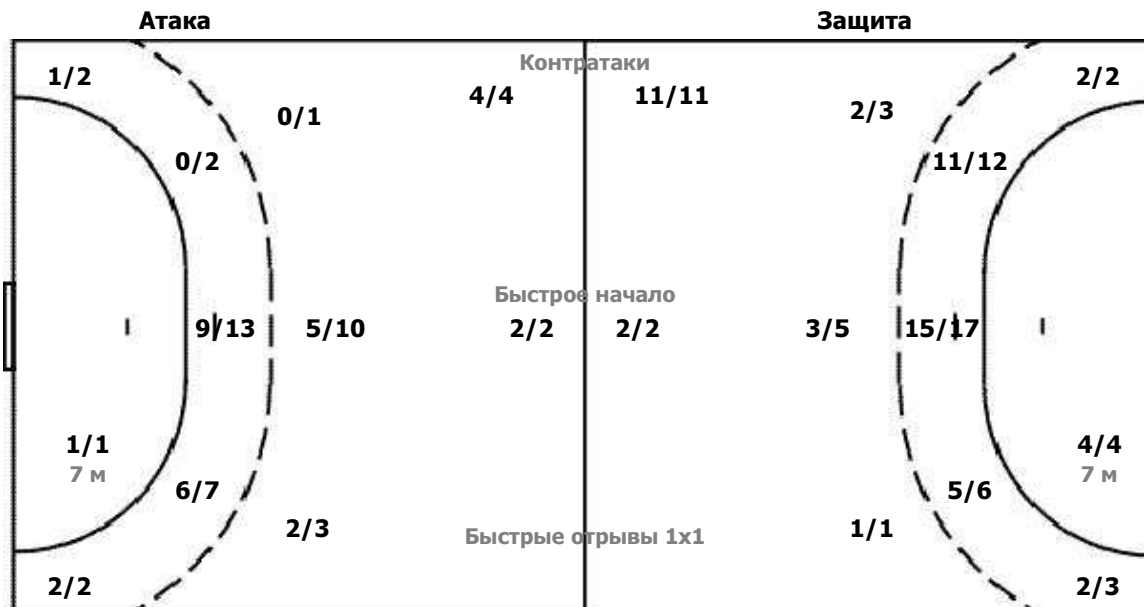 Атака Защита
Контратаки
1/2 2/2
4/4 11/11
0/1 2/3
0/2 11/12
Быстрое начало
9/13 5/10 2/2 2/2 3/5 15/17
1/1 4/4
7 м 7 м
6/7 5/6
2/3 Быстрые отрывы 1x1 1/1
2/2 2/3